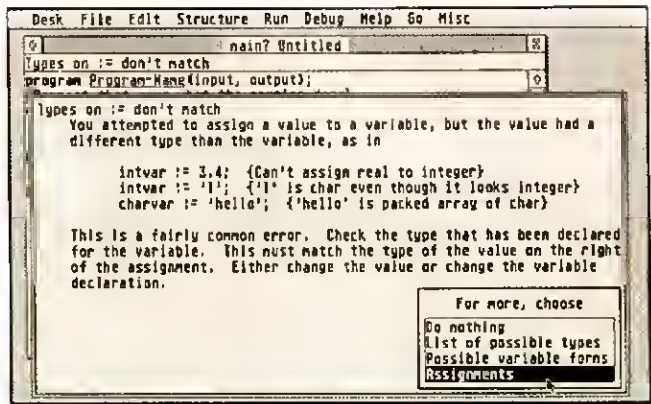 Desk File Edit Structure Run Debug Help Go Misc
main? Untitled
Types on := don't match
program Program-Name(input, output);
Types on := don't match
You attempted to assign a value to a variable, but the value had a
different type than the variable, as in
intvar := 3.4; {Can't assign real to integer}
intvar := '1'; {'1' is char even though it looks integer}
charvar := 'hello'; {'hello' is packed array of char}
This is a fairly common error. Check the type that has been declared
for the variable. This must match the type of the value on the right
of the assignment. Either change the value or change the variable
declaration.
For more, choose
Do nothing
List of possible types
Possible variable forms
Assignments